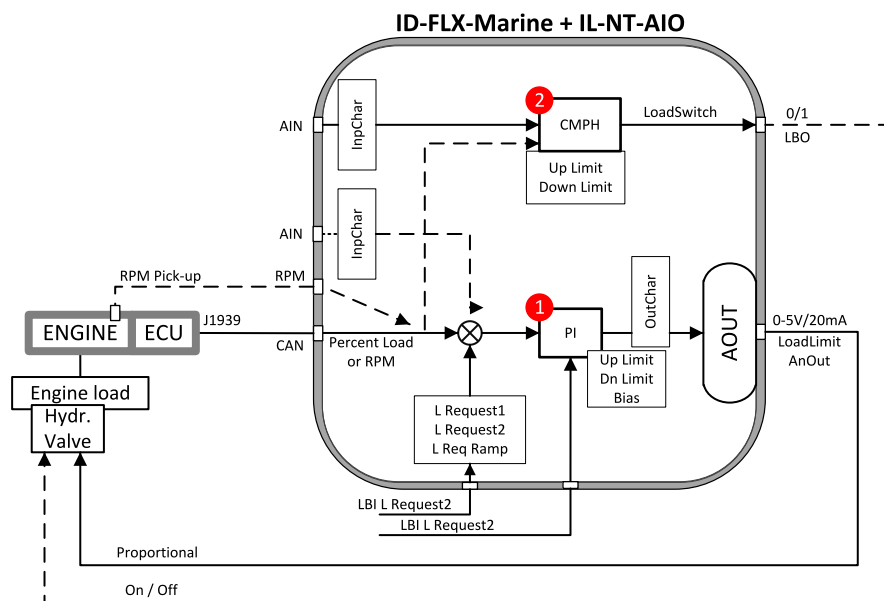 ID-FLX-Marine + IL-NT-AIO
AIN
InpChar
2
CMPH
LoadSwitch
0/1
LBO
Up Limit
Down Limit
AIN
InpChar
RPM Pick-up
RPM
ENGINE
ECU
J1939
CAN
Percent Load
or RPM
1
PI
OutChar
AOUT
0-5V/20mA
LoadLimit
AnOut
Up Limit
Dn Limit
Bias
Engine load
Hydr.
Valve
L Request1
L Request2
L Req Ramp
LBI L Request2
LBI L Request2
Proportional
On / Off